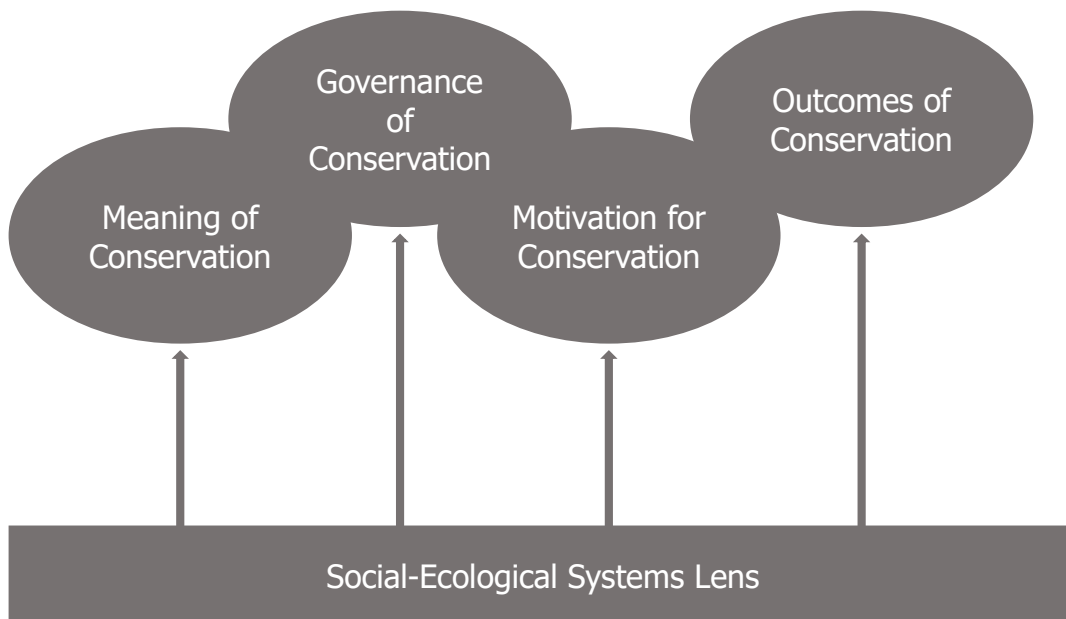 Meaning of
Conservation
Governance
of
Conservation
Motivation for
Conservation
Outcomes of
Conservation
Social-Ecological Systems Lens